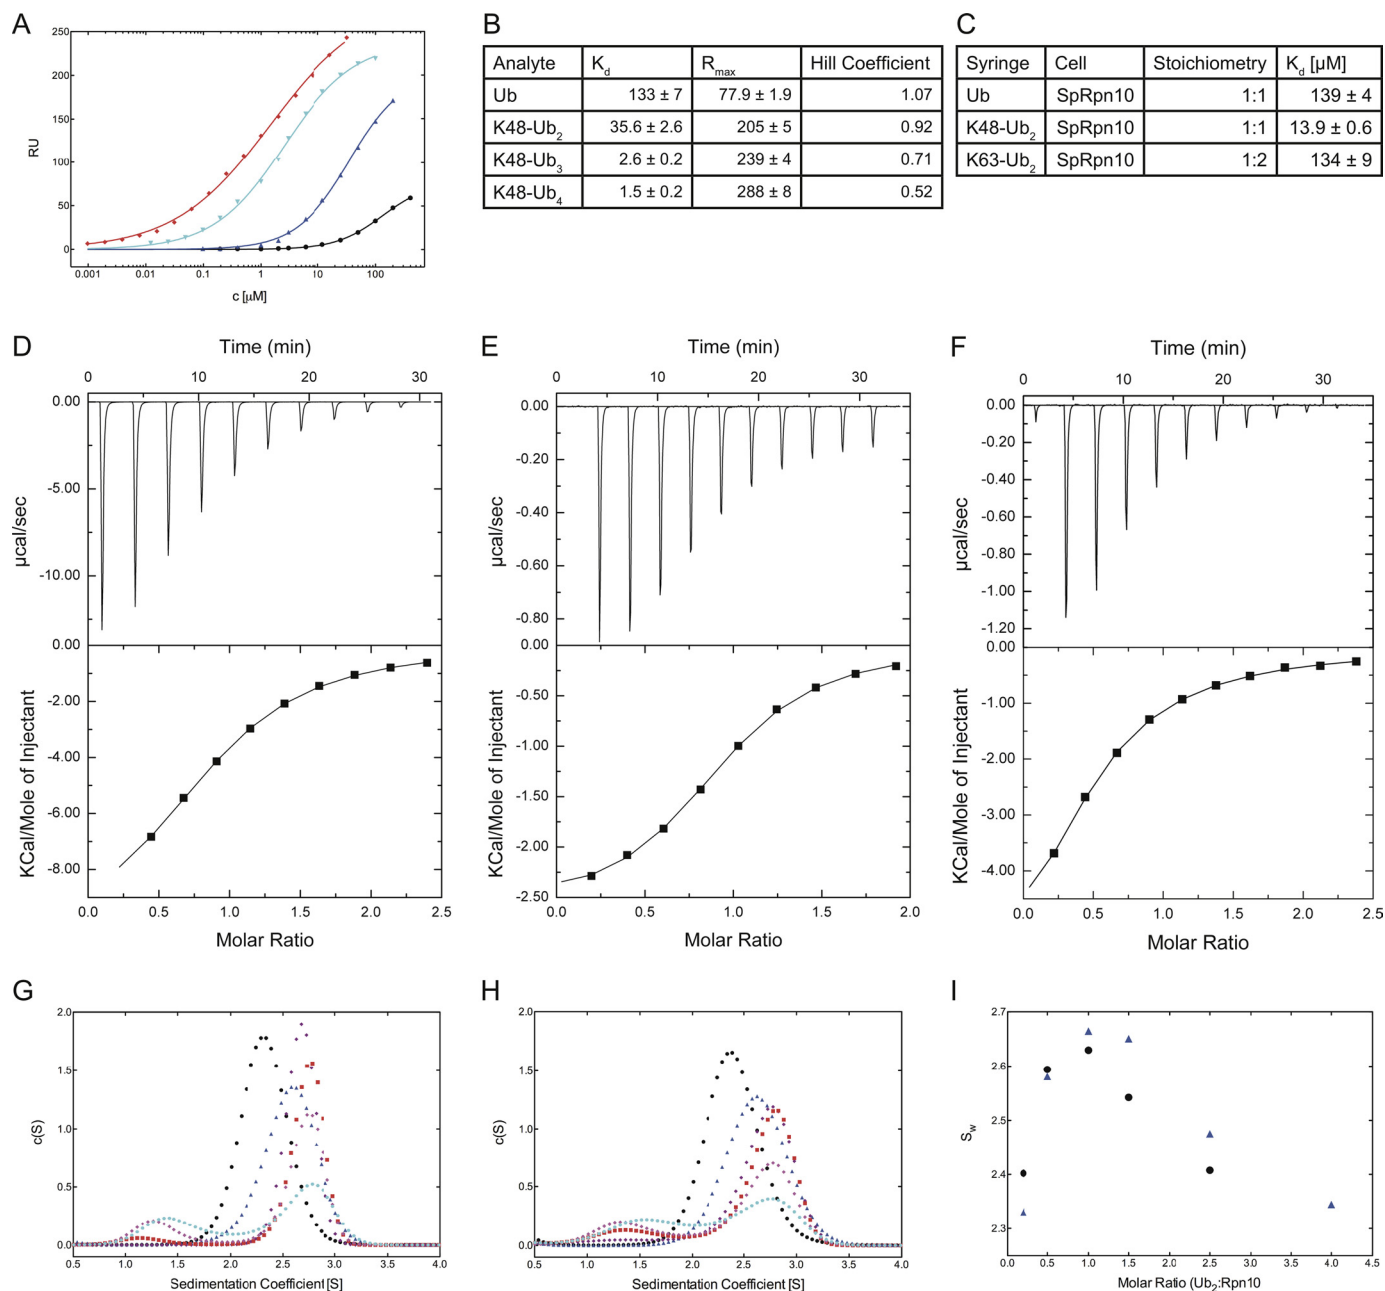 A
250
200
150
100
50
0
RU
0.001 0.01 0.1 1 10 100
c [µM]
B
Analyte K_d R_max Hill Coefficient
Ub 133 ± 7 77.9 ± 1.9 1.07
K48-Ub₂ 35.6 ± 2.6 205 ± 5 0.92
K48-Ub₃ 2.6 ± 0.2 239 ± 4 0.71
K48-Ub₄ 1.5 ± 0.2 288 ± 8 0.52
C
Syringe Cell Stoichiometry K_d [µM]
Ub SpRpn10 1:1 139 ± 4
K48-Ub₂ SpRpn10 1:1 13.9 ± 0.6
K63-Ub₂ SpRpn10 1:2 134 ± 9
D
Time (min)
0 10 20 30
0.00
-5.00
-10.00
µcal/sec
0.00
-2.00
-4.00
-6.00
-8.00
KCal/Mole of Injectant
0.0 0.5 1.0 1.5 2.0 2.5
Molar Ratio
E
Time (min)
0 10 20 30
0.00
-0.20
-0.40
-0.60
-0.80
µcal/sec
0.00
-0.50
-1.00
-1.50
-2.00
-2.50
KCal/Mole of Injectant
0.0 0.5 1.0 1.5 2.0
Molar Ratio
F
Time (min)
0 10 20 30
0.00
-0.20
-0.40
-0.60
-0.80
-1.00
-1.20
µcal/sec
0.00
-1.00
-2.00
-3.00
-4.00
KCal/Mole of Injectant
0.0 0.5 1.0 1.5 2.0 2.5
Molar Ratio
G
c(S)
2.0
1.5
1.0
0.5
0.0
0.5 1.0 1.5 2.0 2.5 3.0 3.5 4.0
Sedimentation Coefficient [S]
H
c(S)
2.0
1.5
1.0
0.5
0.0
0.5 1.0 1.5 2.0 2.5 3.0 3.5 4.0
Sedimentation Coefficient [S]
I
S_w
2.7
2.6
2.5
2.4
2.3
0.0 0.5 1.0 1.5 2.0 2.5 3.0 3.5 4.0 4.5
Molar Ratio (Ub₂:Rpn10